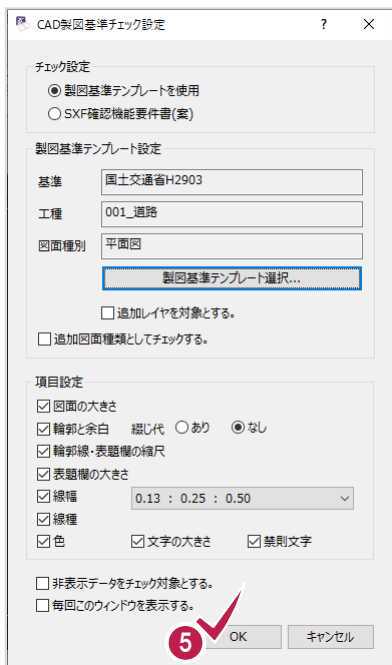 CAD製図基準チェック設定 ? ×
チェック設定
製図基準テンプレートを使用
SXF確認機能要件書(案)
製図基準テンプレート設定
基準 国土交通省H2903
工種 001_道路
図面種別 平面図
製図基準テンプレート選択...
追加レイヤを対象とする。
追加図面種類としてチェックする。
項目設定
図面の大きさ
輪郭と余白 綴じ代 あり なし
輪郭線・表題欄の縮尺
表題欄の大きさ
線幅 0.13 : 0.25 : 0.50
線種
色 文字の大きさ 禁則文字
非表示データをチェック対象とする。
毎回このウィンドウを表示する。
5 OK キャンセル